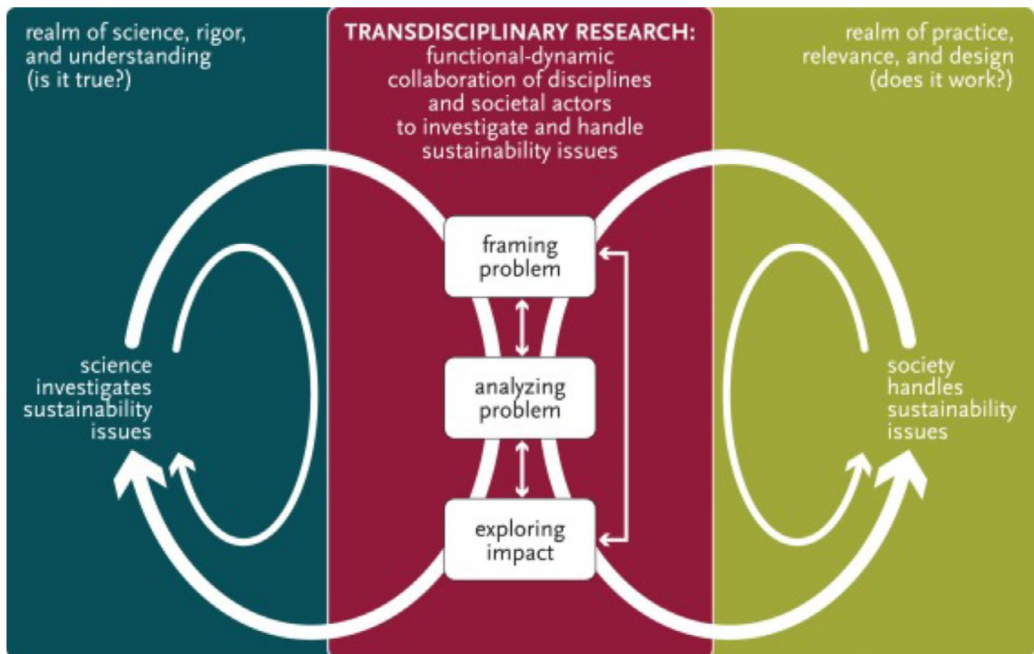 realm of science, rigor,
and understanding
(is it true?)
TRANSDISCIPLINARY RESEARCH:
functional-dynamic
collaboration of disciplines
and societal actors
to investigate and handle
sustainability issues
realm of practice,
relevance, and design
(does it work?)
framing
problem
science
investigates
sustainability
issues
analyzing
problem
society
handles
sustainability
issues
exploring
impact